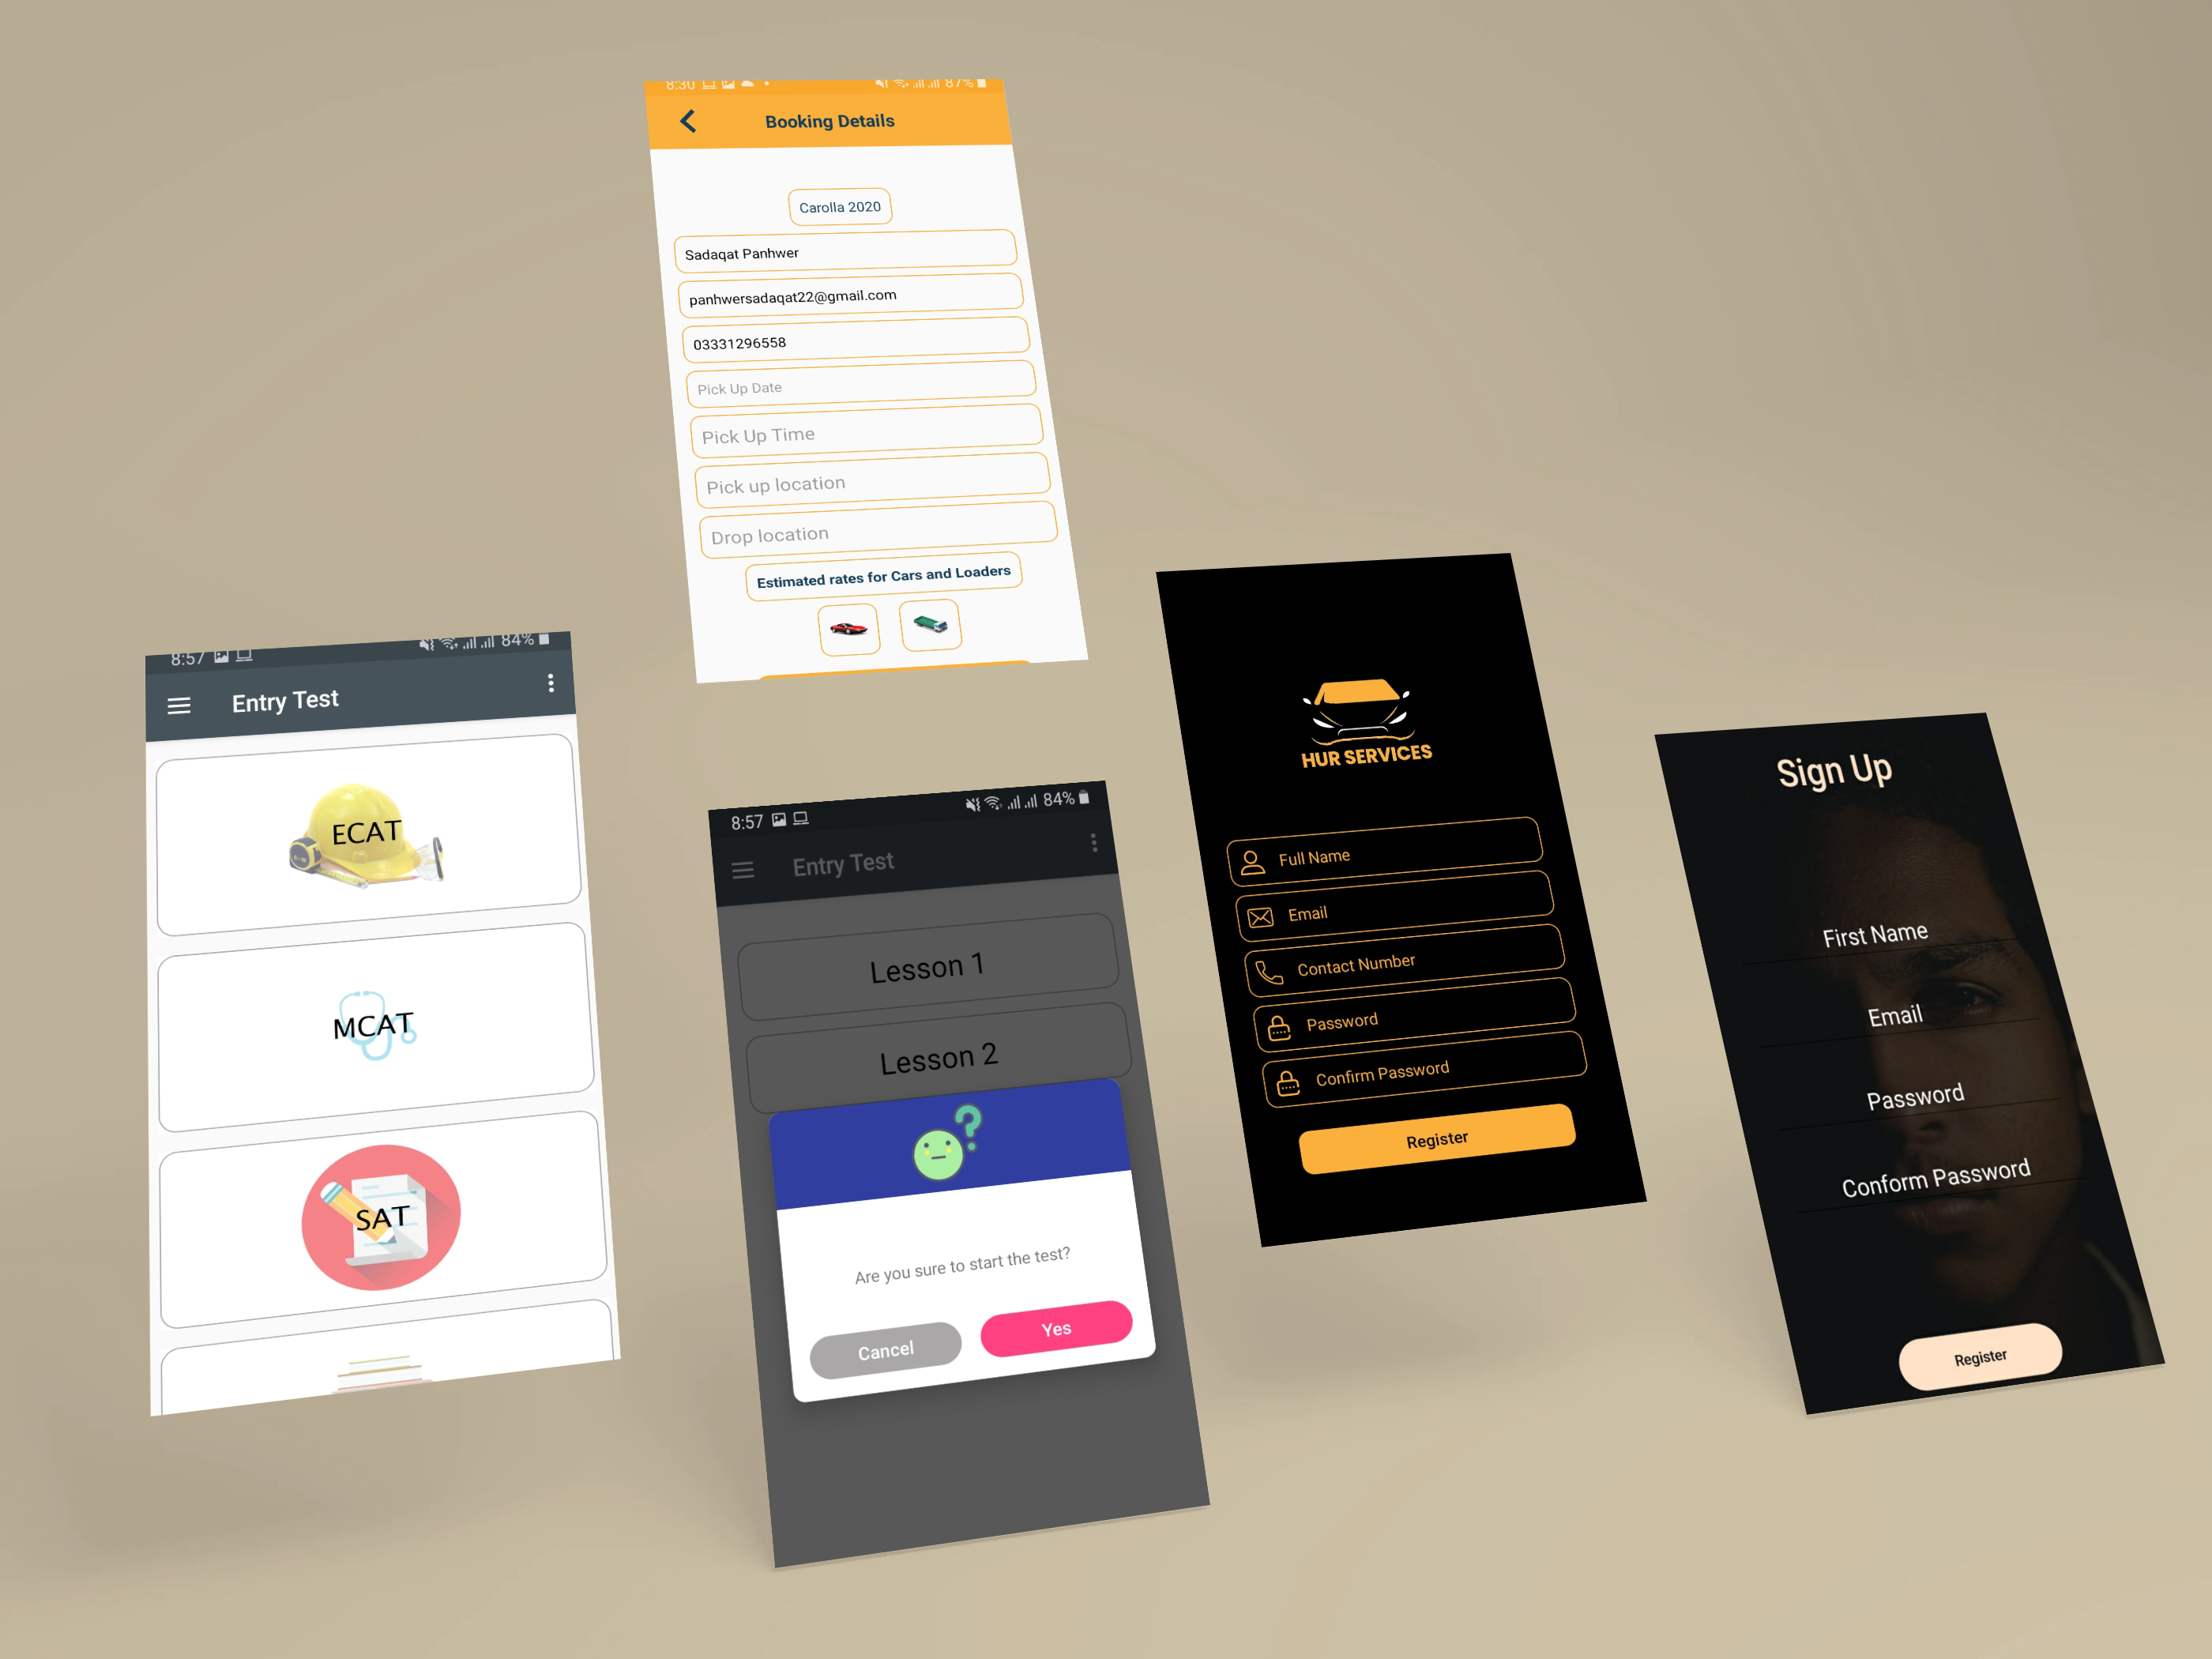 8:30
87%
Booking Details
Carolla 2020
Sadaqat Panhwer
panhwersadaqat22@gmail.com
03331296558
Pick Up Date
Pick Up Time
Pick up location
Drop location
Estimated rates for Cars and Loaders
8:57
84%
Entry Test
ECAT
MCAT
SAT
8:57
84%
Entry Test
Lesson 1
Lesson 2
Are you sure to start the test?
Cancel
Yes
HUR SERVICES
Full Name
Email
Contact Number
Password
Confirm Password
Register
Sign Up
First Name
Email
Password
Conform Password
Register